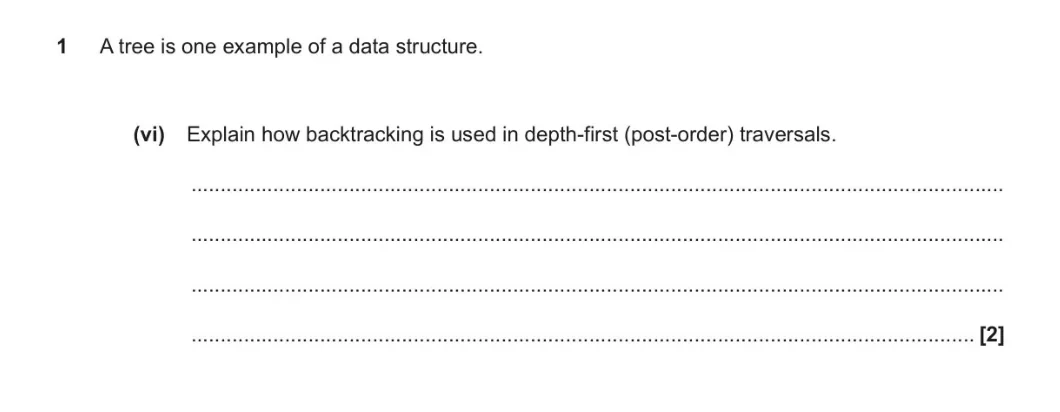 1 A tree is one example of a data structure.
(vi) Explain how backtracking is used in depth-first (post-order) traversals.
...................................................................................................................................
...................................................................................................................................
...................................................................................................................................
.............................................................................................................................. [2]